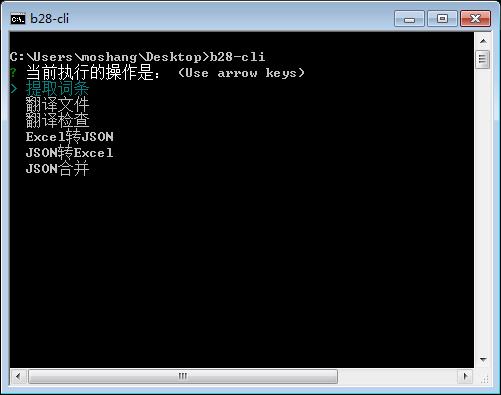 b28-cli
C:\Users\moshang\Desktop>b28-cli
? 当前执行的操作是： (Use arrow keys)
> 提取词条
翻译文件
翻译检查
Excel转JSON
JSON转Excel
JSON合并